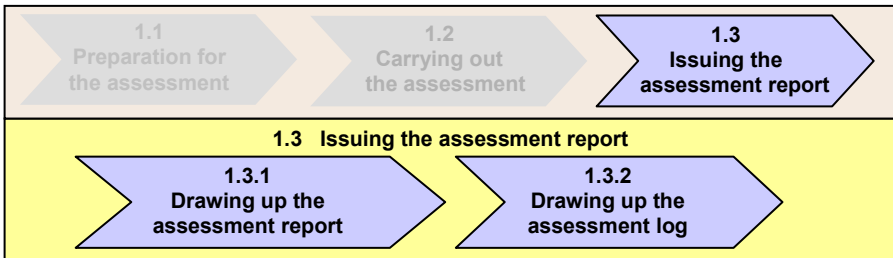 1.1
Preparation for
the assessment
1.2
Carrying out
the assessment
1.3
Issuing the
assessment report
1.3 Issuing the assessment report
1.3.1
Drawing up the
assessment report
1.3.2
Drawing up the
assessment log